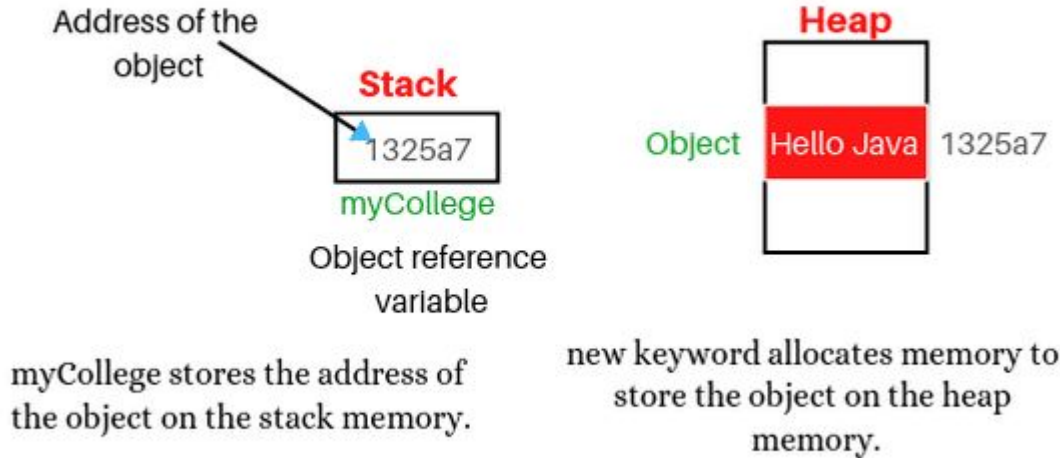 Address of the
object
Stack
1325a7
myCollege
Object reference
variable
myCollege stores the address of
the object on the stack memory.
Heap
Object
Hello Java
1325a7
new keyword allocates memory to
store the object on the heap
memory.